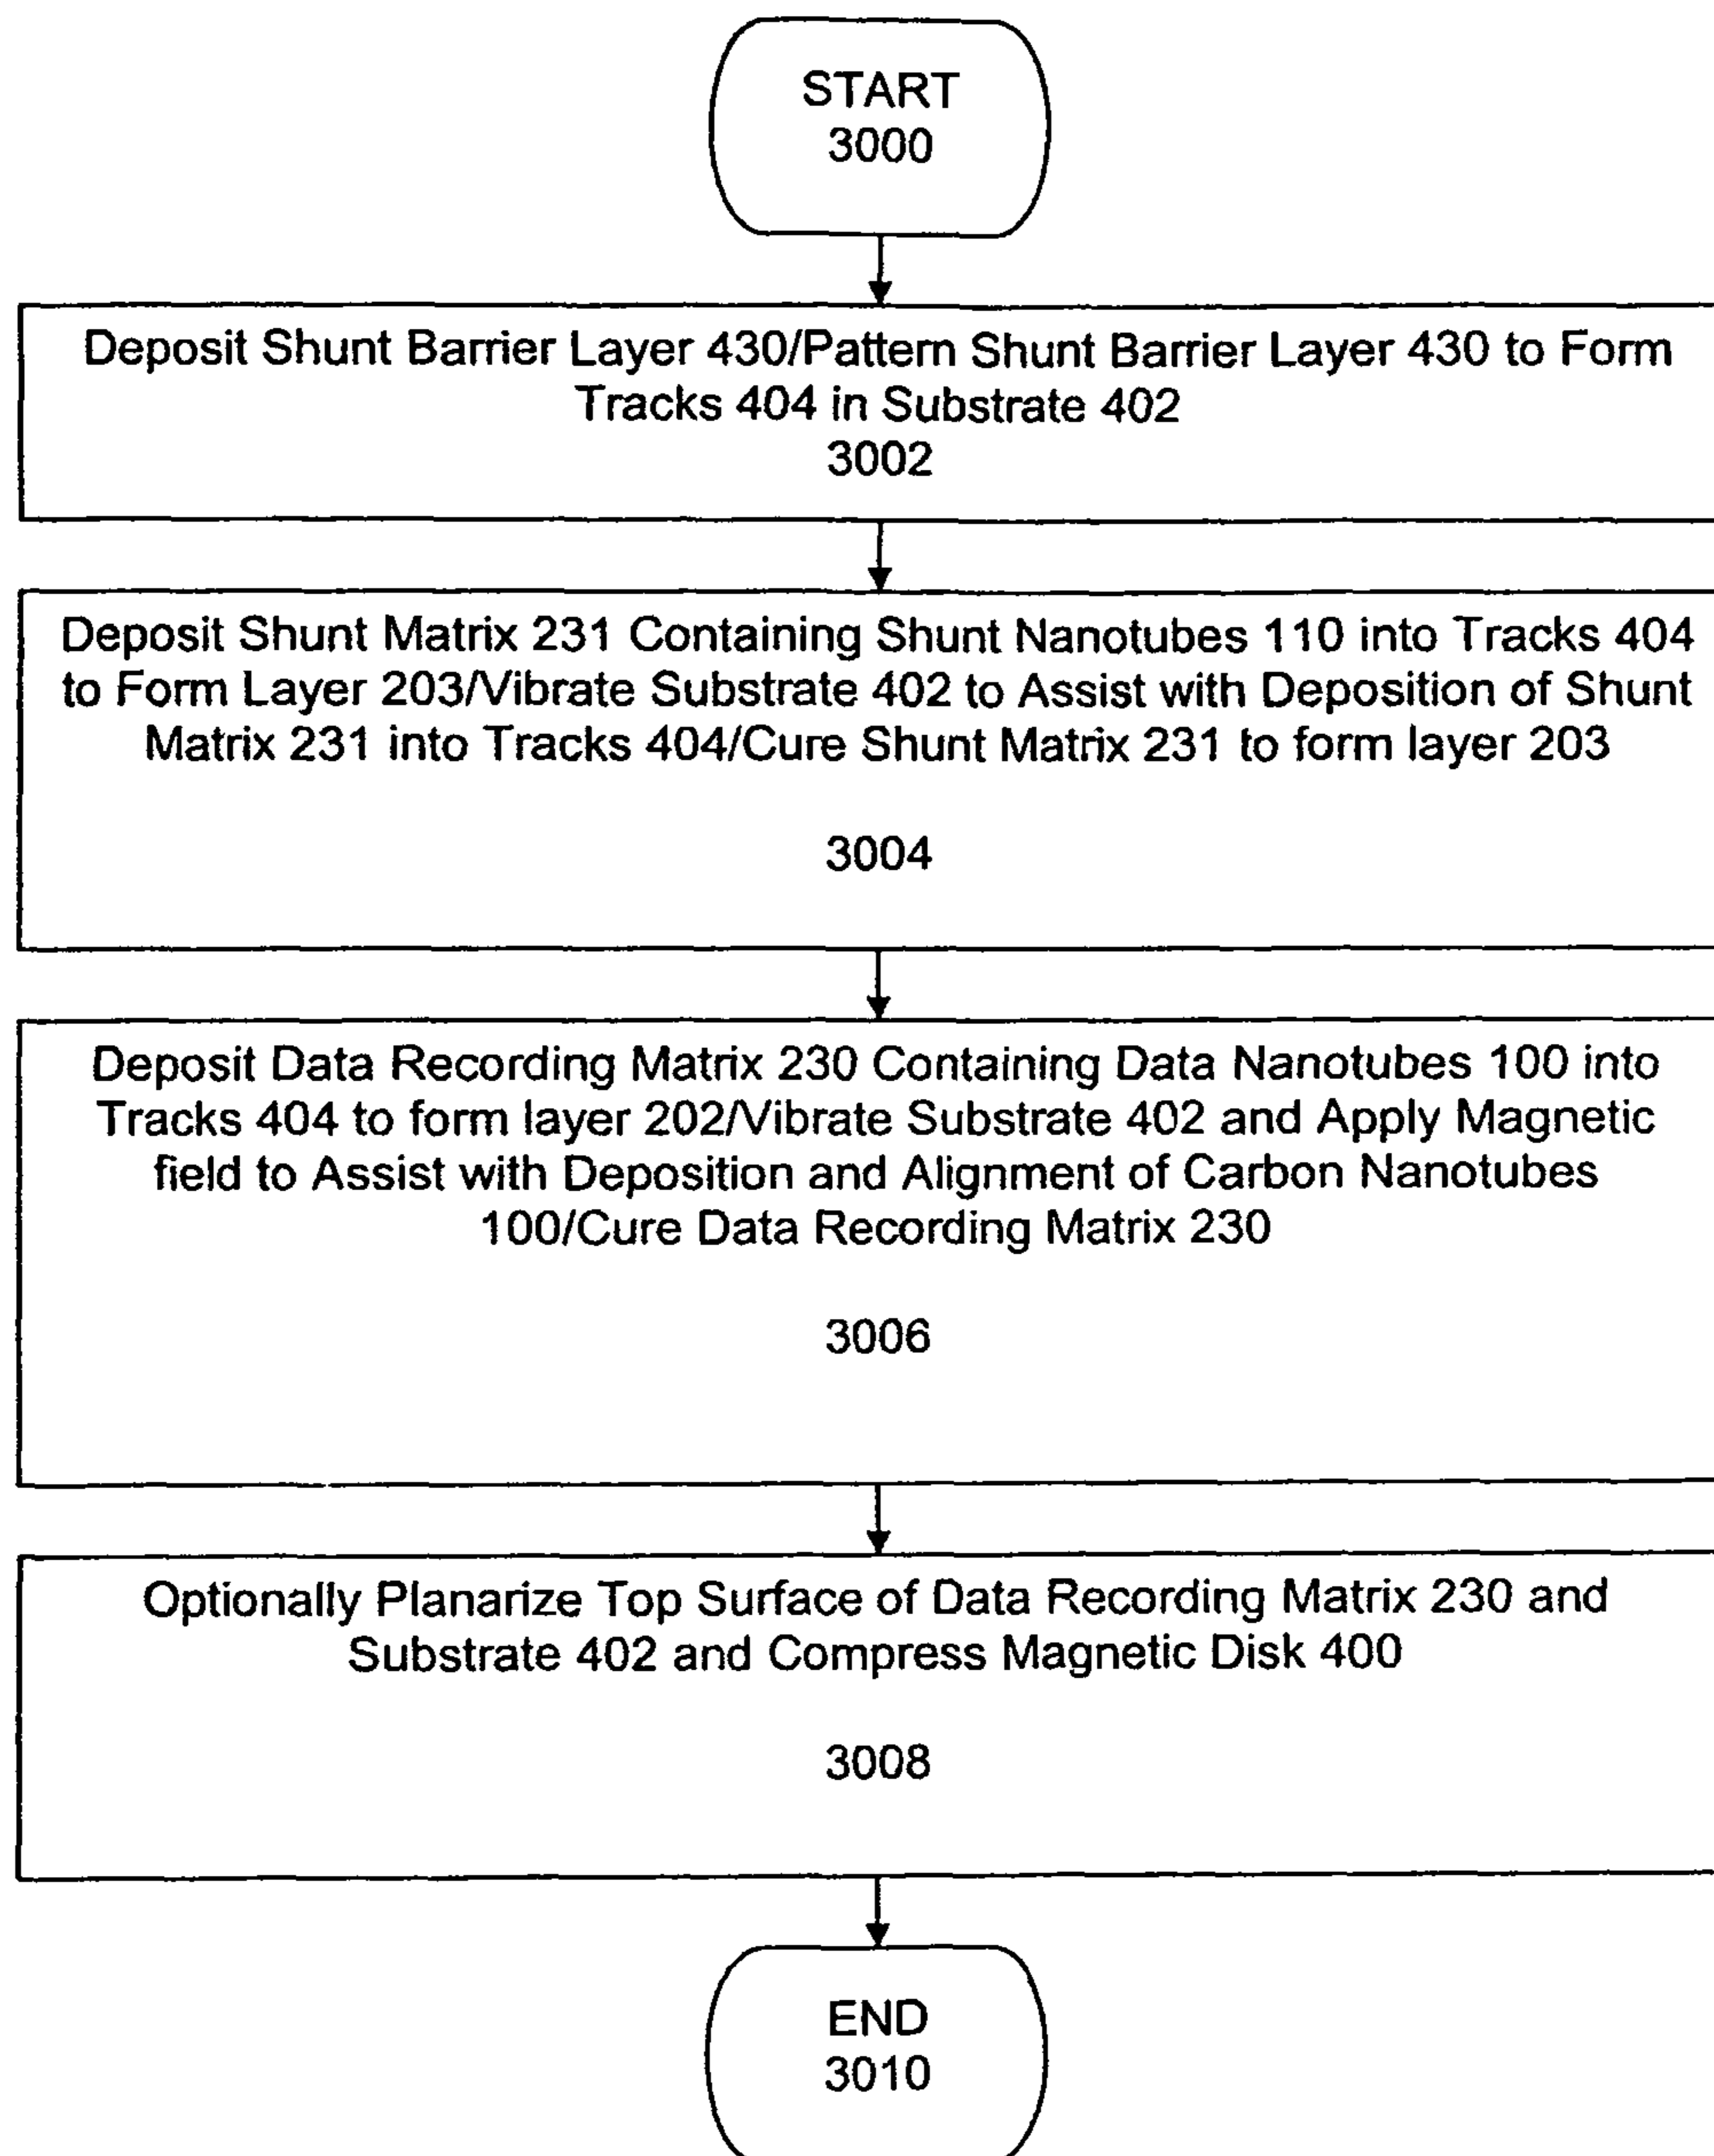 START
3000
Deposit Shunt Barrier Layer 430/Pattern Shunt Barrier Layer 430 to Form
Tracks 404 in Substrate 402
3002
Deposit Shunt Matrix 231 Containing Shunt Nanotubes 110 into Tracks 404
to Form Layer 203/Vibrate Substrate 402 to Assist with Deposition of Shunt
Matrix 231 into Tracks 404/Cure Shunt Matrix 231 to form layer 203
3004
Deposit Data Recording Matrix 230 Containing Data Nanotubes 100 into
Tracks 404 to form layer 202/Vibrate Substrate 402 and Apply Magnetic
field to Assist with Deposition and Alignment of Carbon Nanotubes
100/Cure Data Recording Matrix 230
3006
Optionally Planarize Top Surface of Data Recording Matrix 230 and
Substrate 402 and Compress Magnetic Disk 400
3008
END
3010